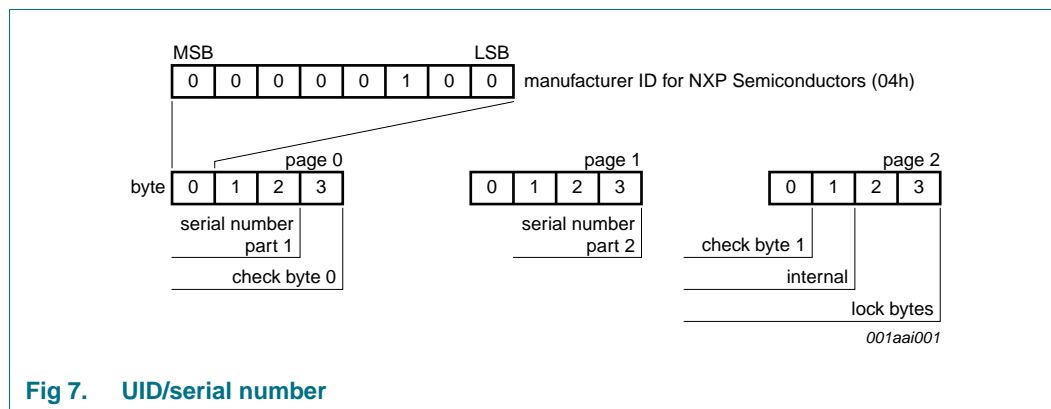 MSB LSB
0 0 0 0 0 1 0 0 manufacturer ID for NXP Semiconductors (04h)
page 0 page 1 page 2
byte 0 1 2 3 0 1 2 3 0 1 2 3
serial number part 1
serial number part 2
check byte 1
check byte 0
internal
lock bytes
001aai001
Fig 7. UID/serial number